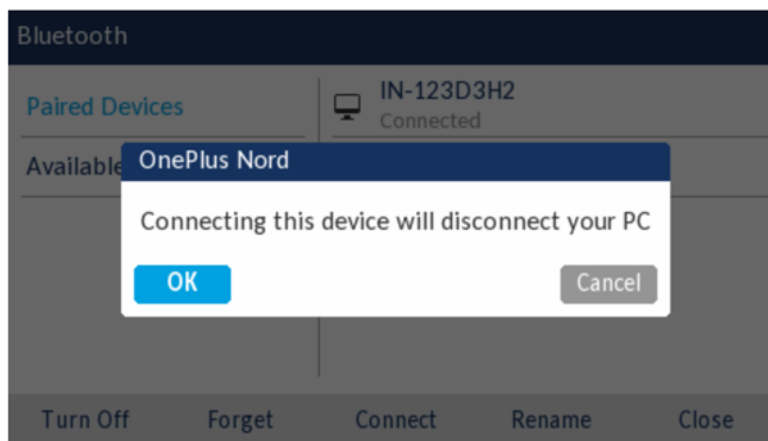 Bluetooth
Paired Devices
IN-123D3H2
Connected
Available
OnePlus Nord
Connecting this device will disconnect your PC
OK
Cancel
Turn Off
Forget
Connect
Rename
Close